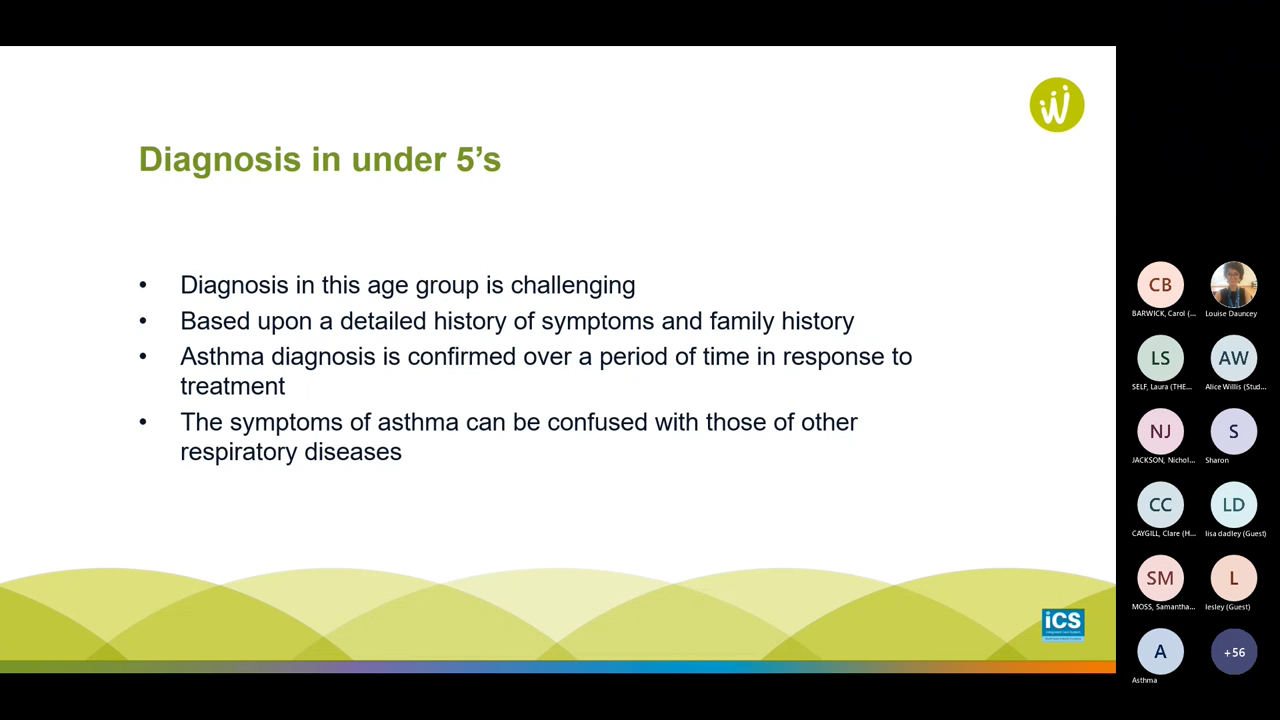 Diagnosis in under 5's
• Diagnosis in this age group is challenging
• Based upon a detailed history of symptoms and family history
• Asthma diagnosis is confirmed over a period of time in response to
treatment
• The symptoms of asthma can be confused with those of other
respiratory diseases
iCS
Integrated Care System
CB
BARWICK, Carol (...
Louise Dauncey
LS
SELF, Laura (THE...
AW
Alice Willis (Stud...
NJ
JACKSON, Nichol...
S
Sharon
CC
CAYGILL, Clare (H...
LD
lisa dadley (Guest)
SM
MOSS, Samantha...
L
lesley (Guest)
A
Asthma
+56